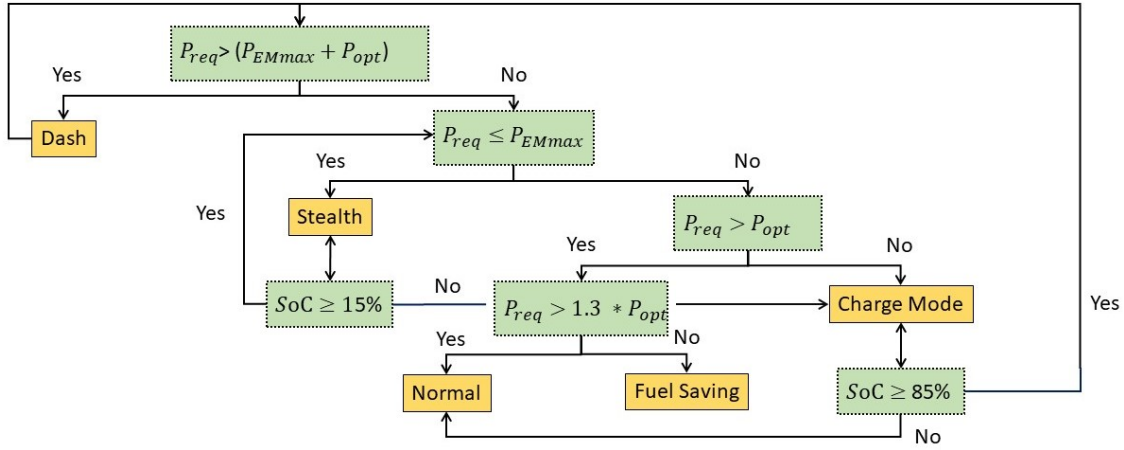 P_req > (P_EMmax + P_opt)
Yes
No
Dash
P_req ≤ P_EMmax
Yes
No
Yes
Stealth
P_req > P_opt
Yes
No
SoC ≥ 15%
No
P_req > 1.3 * P_opt
Charge Mode
Yes
Yes
No
Normal
Fuel Saving
SoC ≥ 85%
No